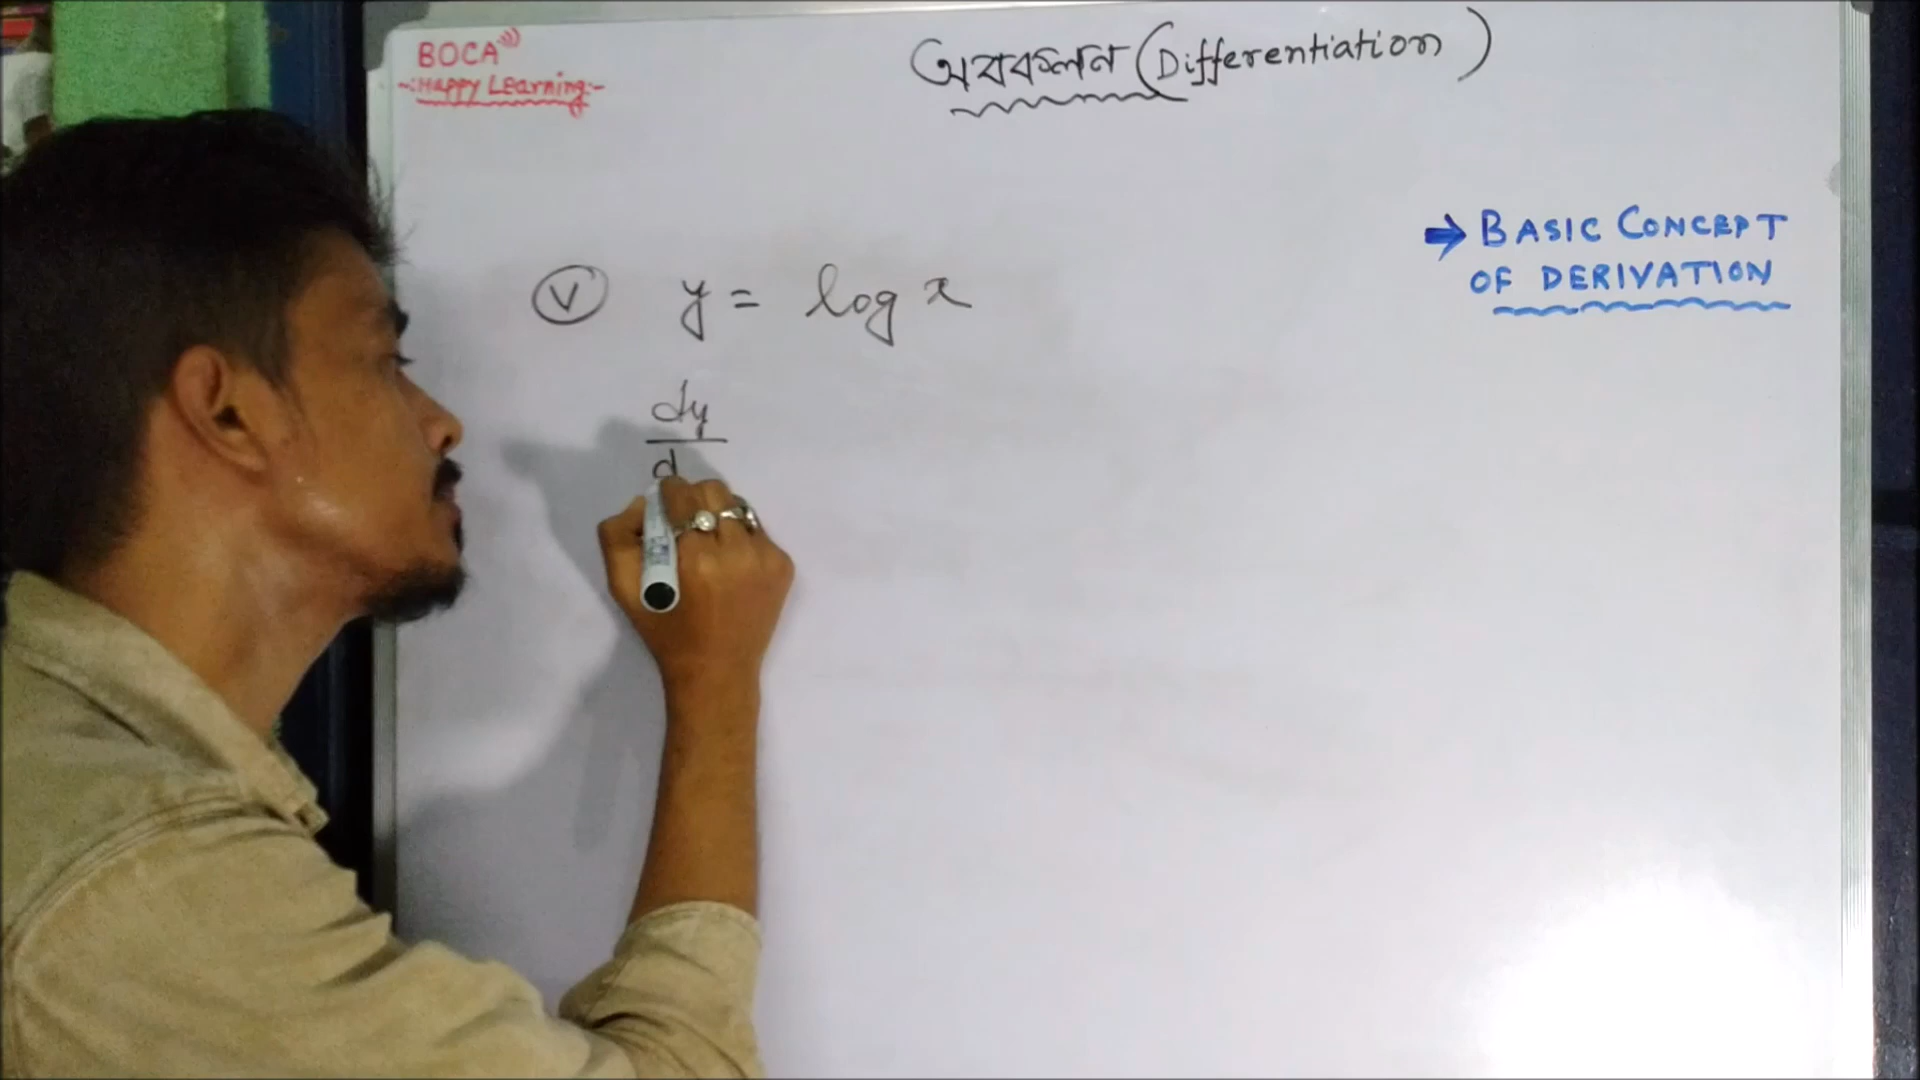 BOCA
-:Happy Learning:-
অবকলন (Differentiation)
→ BASIC CONCEPT
OF DERIVATION
(V) y = log x
dy
d